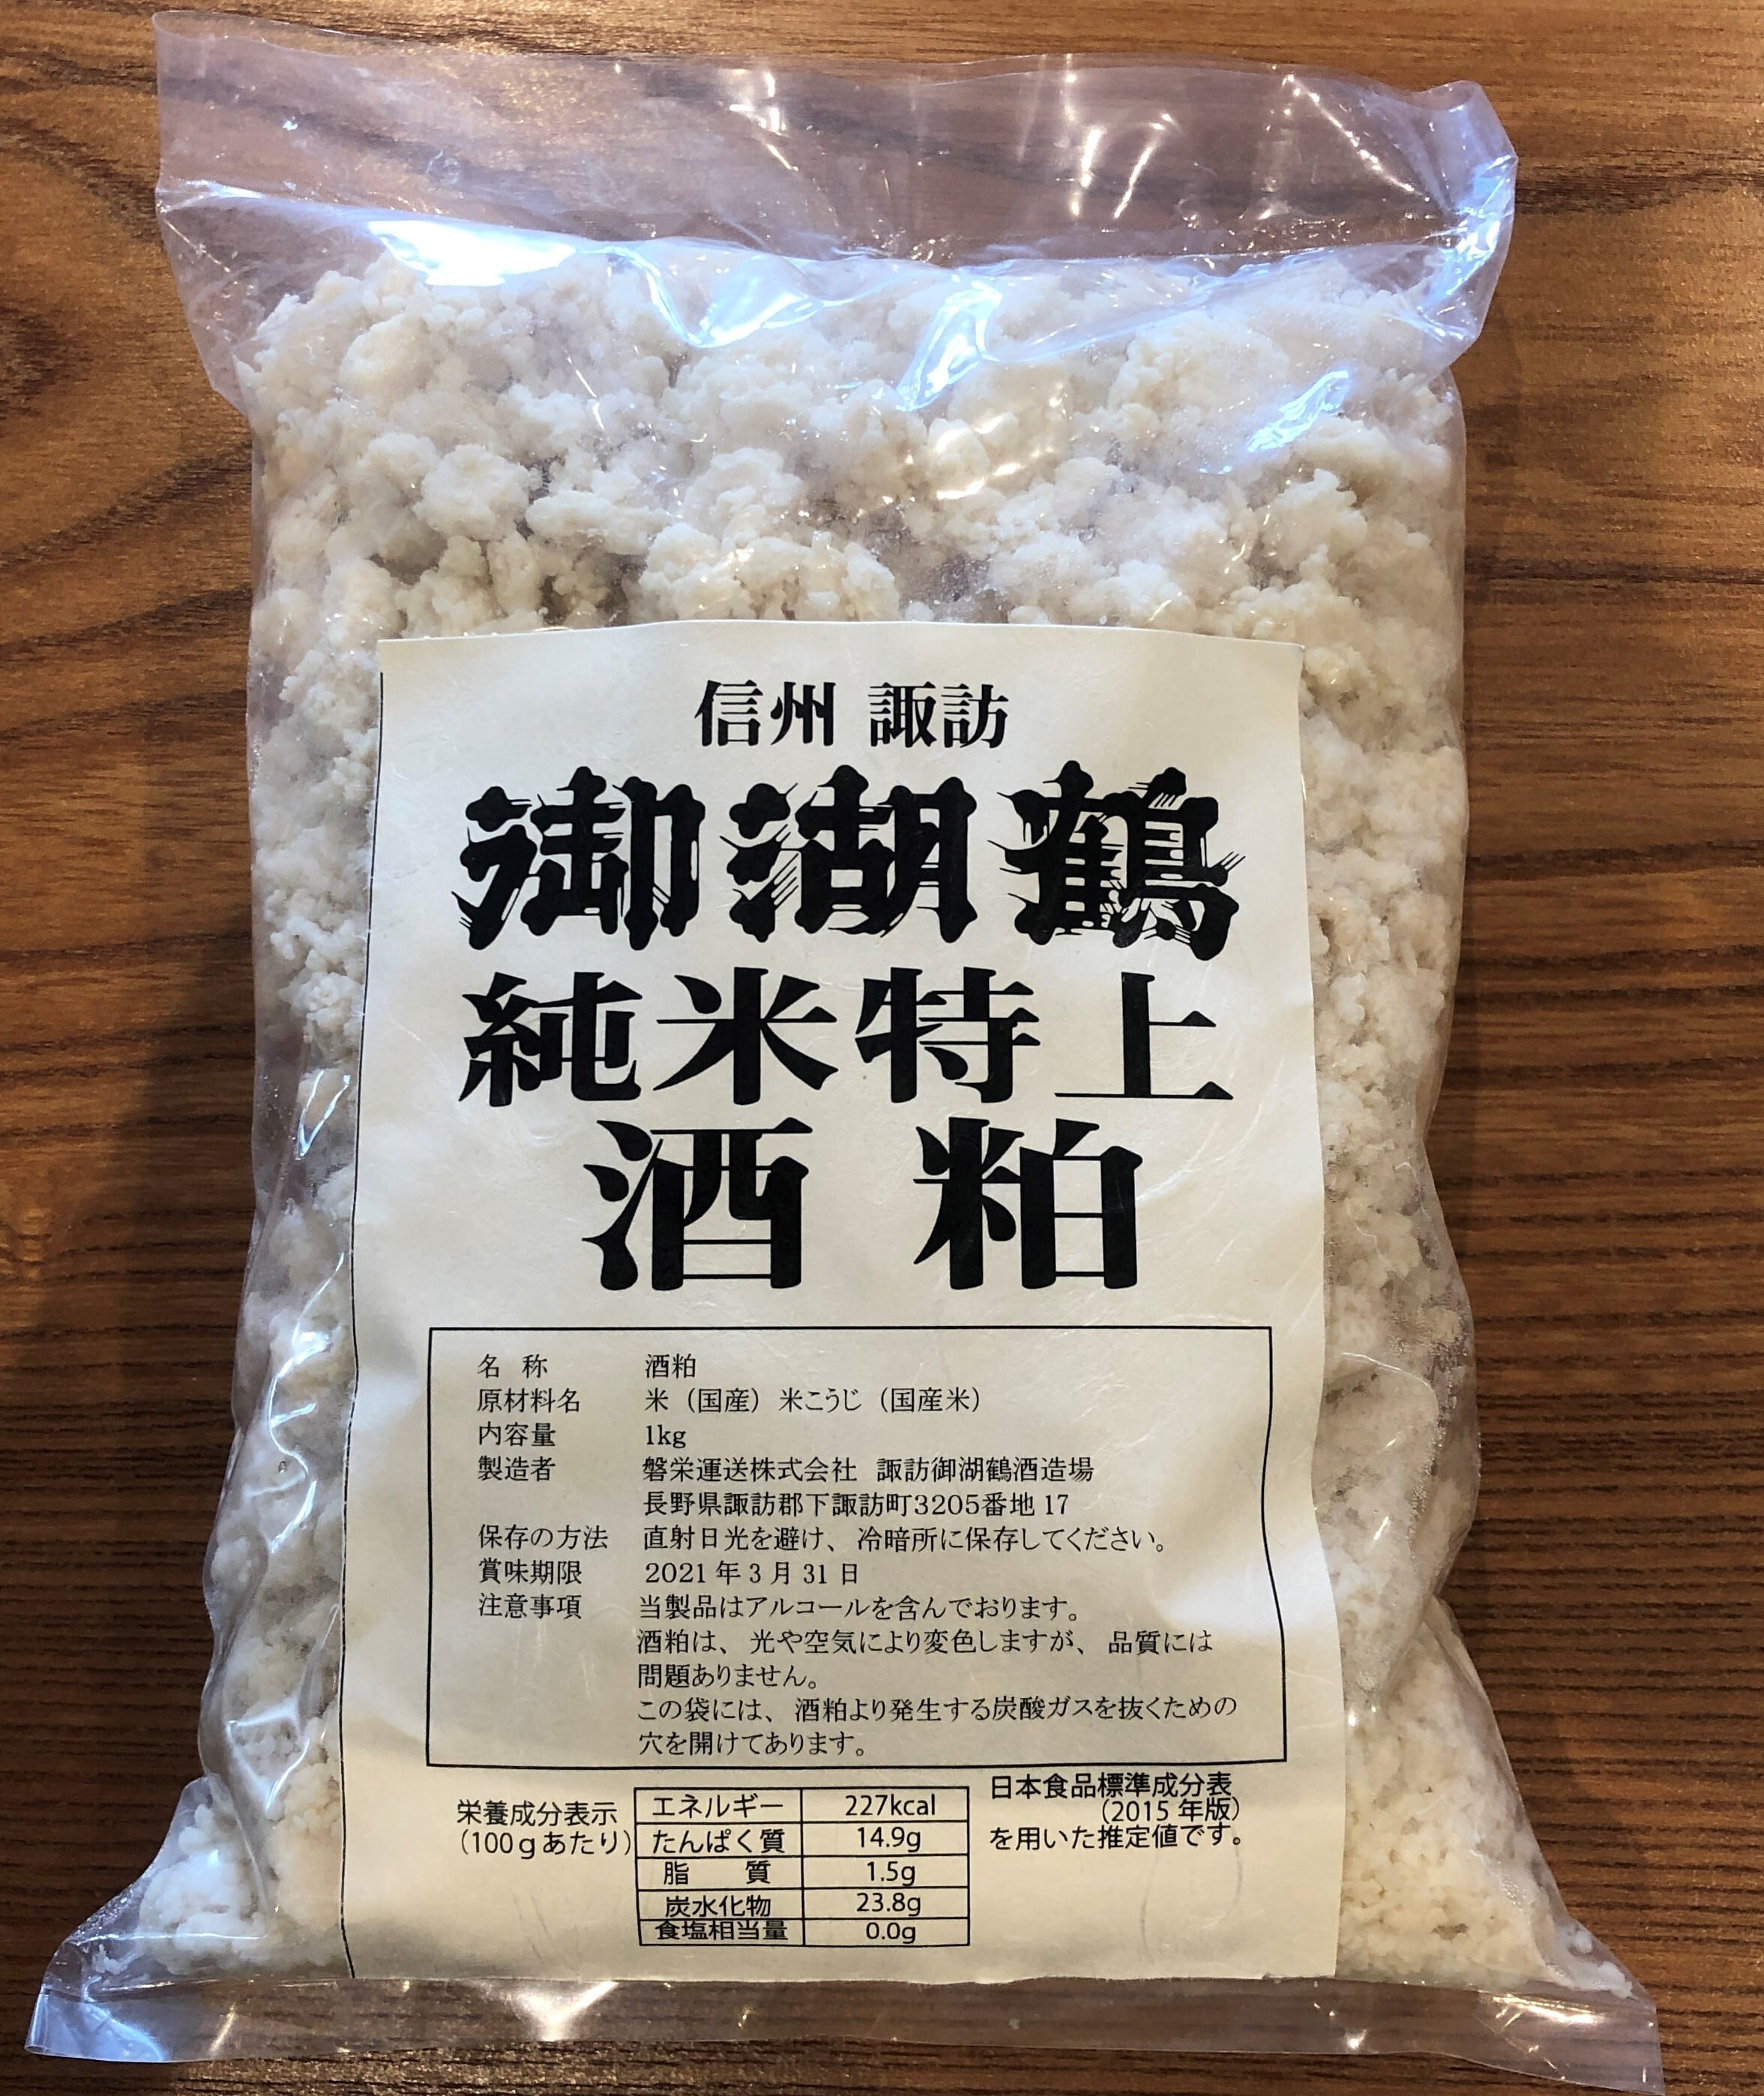 信州 諏訪
御湖鶴
純米特上
酒粕
名 称 酒粕
原材料名 米（国産）米こうじ（国産米）
内容量 1kg
製造者 磐栄運送株式会社 諏訪御湖鶴酒造場
長野県諏訪郡下諏訪町3205番地17
保存の方法 直射日光を避け、冷暗所に保存してください。
賞味期限 2021年3月31日
注意事項 当製品はアルコールを含んでおります。
酒粕は、光や空気により変色しますが、品質には
問題ありません。
この袋には、酒粕より発生する炭酸ガスを抜くための
穴を開けてあります。
栄養成分表示
（100gあたり）
エネルギー 227kcal
たんぱく質 14.9g
脂 質 1.5g
炭水化物 23.8g
食塩相当量 0.0g
日本食品標準成分表
（2015年版）
を用いた推定値です。